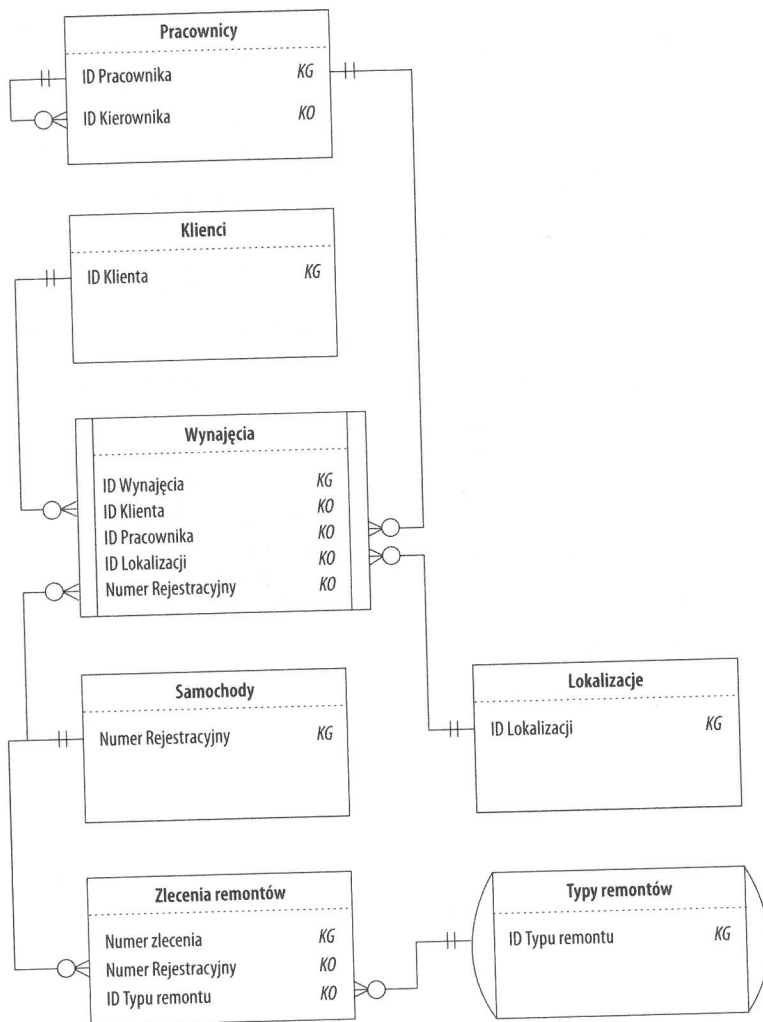 Pracownicy
ID Pracownika KG
ID Kierownika KO
Klienci
ID Klienta KG
Wynajęcia
ID Wynajęcia KG
ID Klienta KO
ID Pracownika KO
ID Lokalizacji KO
Numer Rejestracyjny KO
Samochody
Numer Rejestracyjny KG
Lokalizacje
ID Lokalizacji KG
Zlecenia remontów
Numer zlecenia KG
Numer Rejestracyjny KO
ID Typu remontu KO
Typy remontów
ID Typu remontu KG